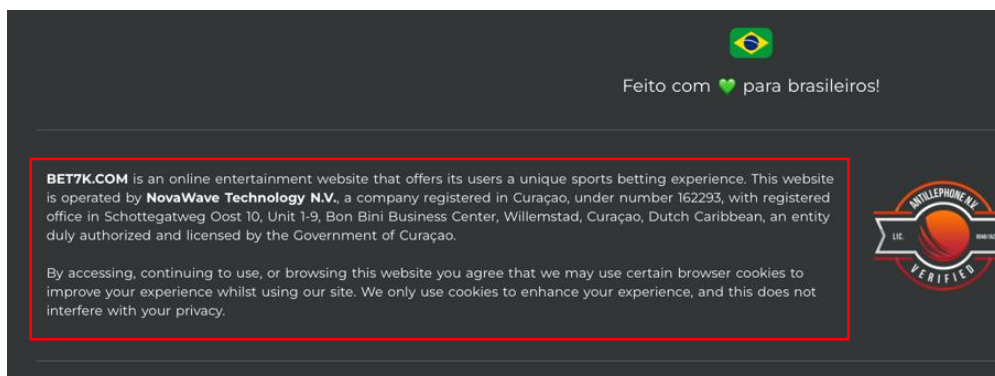 Feito com 💚 para brasileiros!
BET7K.COM is an online entertainment website that offers its users a unique sports betting experience. This website
is operated by NovaWave Technology N.V., a company registered in Curaçao, under number 162293, with registered
office in Schottegatweg Oost 10, Unit 1-9, Bon Bini Business Center, Willemstad, Curaçao, Dutch Caribbean, an entity
duly authorized and licensed by the Government of Curaçao.
By accessing, continuing to use, or browsing this website you agree that we may use certain browser cookies to
improve your experience whilst using our site. We only use cookies to enhance your experience, and this does not
interfere with your privacy.
ANTILLEPHONE N.V.
LIC.
VERIFIED